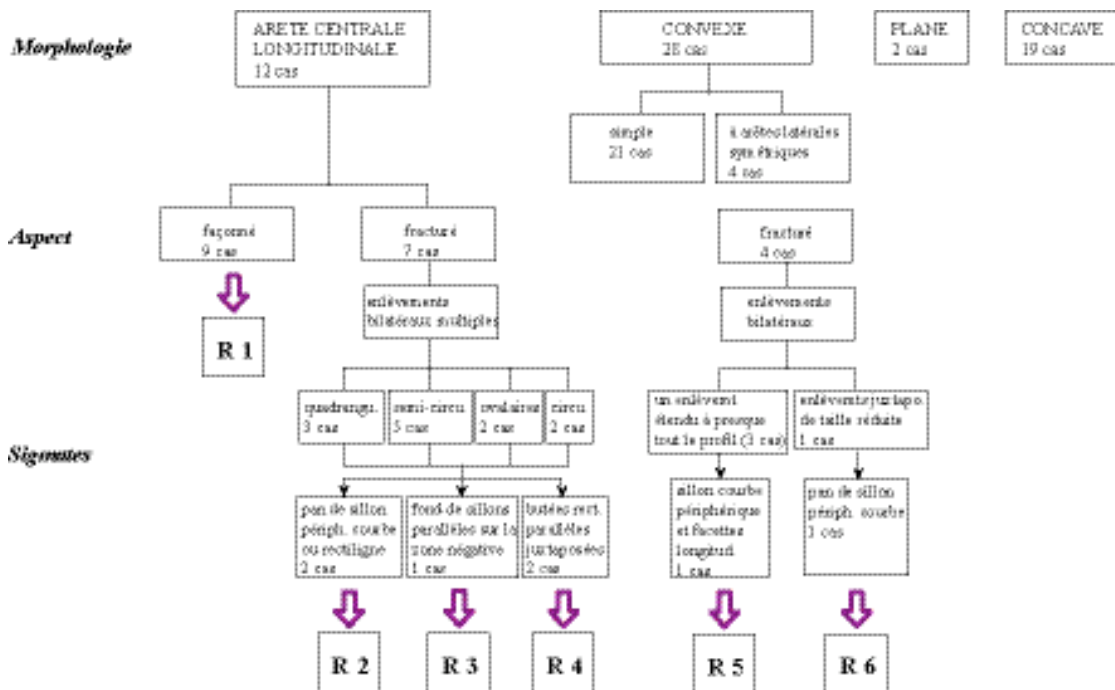 Morphologie
ARETE CENTRALE
LONGITUDINALE
12 cas
CONVEXE
28 cas
PLANE
2 cas
CONCAVE
19 cas
simple
21 cas
à arêtes latérales
symétriques
4 cas
Aspect
façonné
9 cas
fracturé
7 cas
fracturé
4 cas
enlèvements
bilatéraux multiples
enlèvements
bilatéraux
R 1
Stigmates
quadrangu.
3 cas
semi-circu
5 cas
ovalaires
2 cas
circu
2 cas
un enlèvemt
étendu à presque
tout le profil (3 cas)
enlèvemts juxtapo.
de taille réduite
1 cas
pan de sillon
périph. courbe
ou rectiligne
2 cas
fond de sillons
parallèles sur la
zone négative
1 cas
butées rect.
parallèles
juxtaposées
2 cas
sillon courbe
périphérique
et facettes
longitud.
1 cas
pan de sillon
périph. courbe
1 cas
R 2
R 3
R 4
R 5
R 6